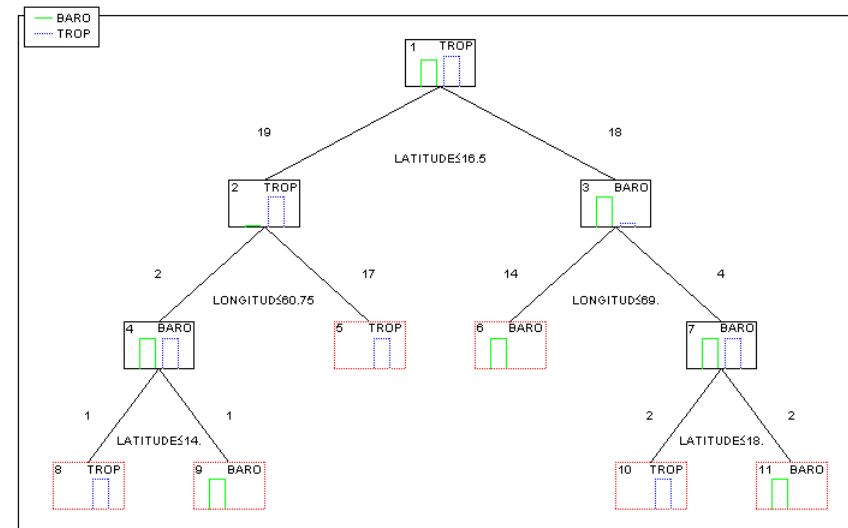 BARO
TROP
1 TROP
19 18
LATITUDE≤16.5
2 TROP 3 BARO
2 17 14 4
LONGITUD≤60.75 LONGITUD≤69.
4 BARO 5 TROP 6 BARO 7 BARO
1 1 2 2
LATITUDE≤14. LATITUDE≤18.
8 TROP 9 BARO 10 TROP 11 BARO